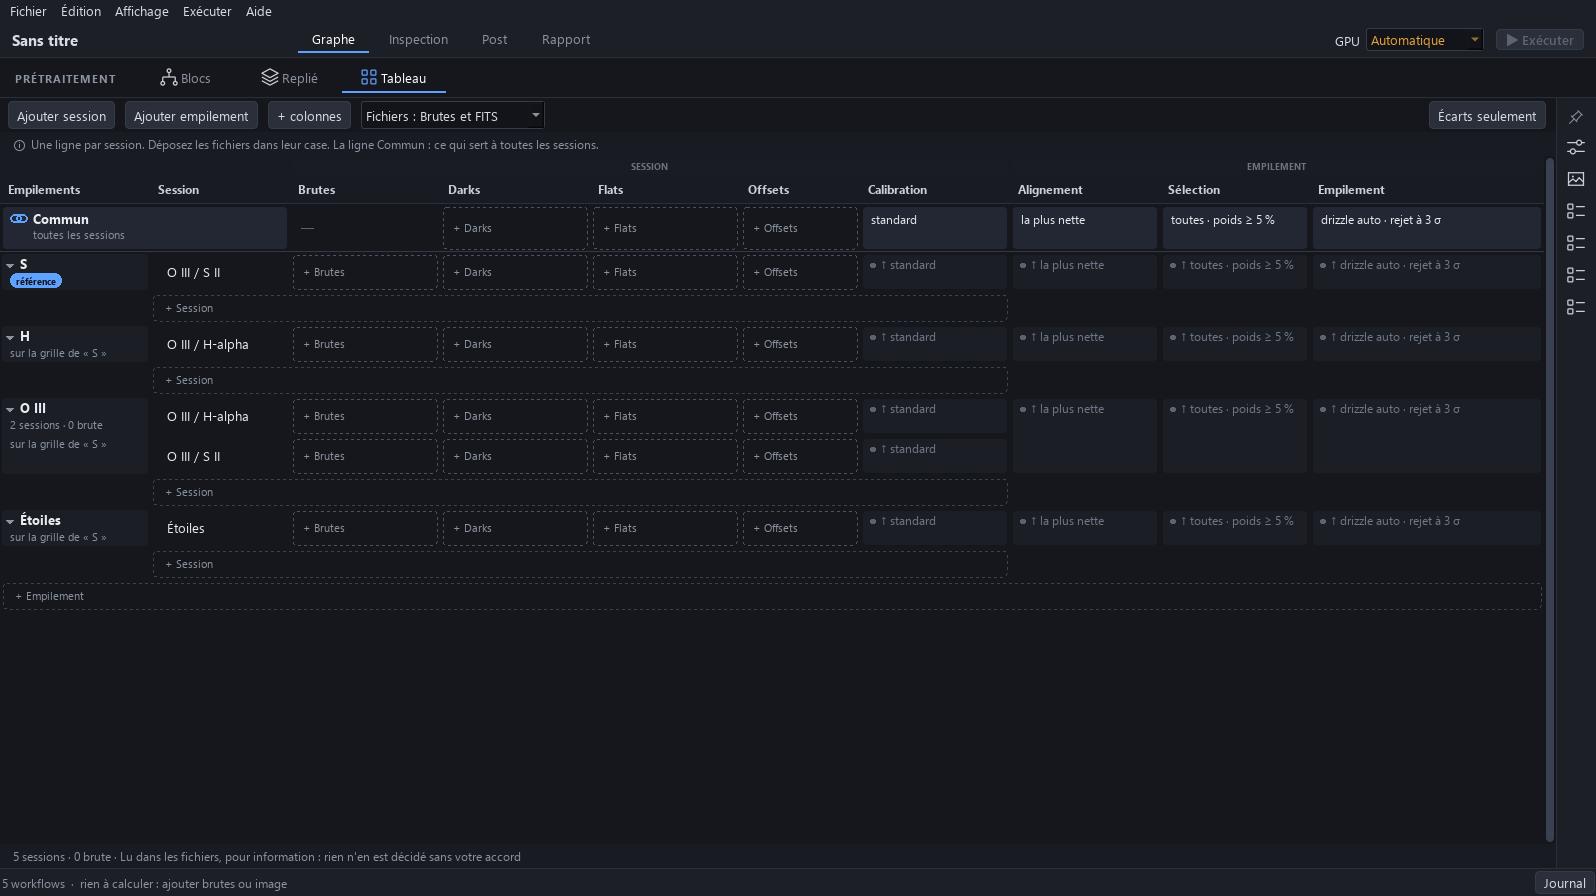 Fichier Édition Affichage Exécuter Aide
Sans titre Graphe Inspection Post Rapport GPU Automatique Exécuter
PRÉTRAITEMENT Blocs Replié Tableau
Ajouter session Ajouter empilement + colonnes Fichiers : Brutes et FITS Écarts seulement
Une ligne par session. Déposez les fichiers dans leur case. La ligne Commun : ce qui sert à toutes les sessions.
SESSION EMPILEMENT
Empilements Session Brutes Darks Flats Offsets Calibration Alignement Sélection Empilement
Commun — + Darks + Flats + Offsets standard la plus nette toutes · poids ≥ 5 % drizzle auto · rejet à 3 σ
toutes les sessions
S O III / S II + Brutes + Darks + Flats + Offsets ↑ standard ↑ la plus nette ↑ toutes · poids ≥ 5 % ↑ drizzle auto · rejet à 3 σ
référence
+ Session
H O III / H-alpha + Brutes + Darks + Flats + Offsets ↑ standard ↑ la plus nette ↑ toutes · poids ≥ 5 % ↑ drizzle auto · rejet à 3 σ
sur la grille de « S »
+ Session
O III O III / H-alpha + Brutes + Darks + Flats + Offsets ↑ standard ↑ la plus nette ↑ toutes · poids ≥ 5 % ↑ drizzle auto · rejet à 3 σ
2 sessions · 0 brute
sur la grille de « S »
O III / S II + Brutes + Darks + Flats + Offsets ↑ standard
+ Session
Étoiles Étoiles + Brutes + Darks + Flats + Offsets ↑ standard ↑ la plus nette ↑ toutes · poids ≥ 5 % ↑ drizzle auto · rejet à 3 σ
sur la grille de « S »
+ Session
+ Empilement
5 sessions · 0 brute · Lu dans les fichiers, pour information : rien n'en est décidé sans votre accord
5 workflows · rien à calculer : ajouter brutes ou image Journal